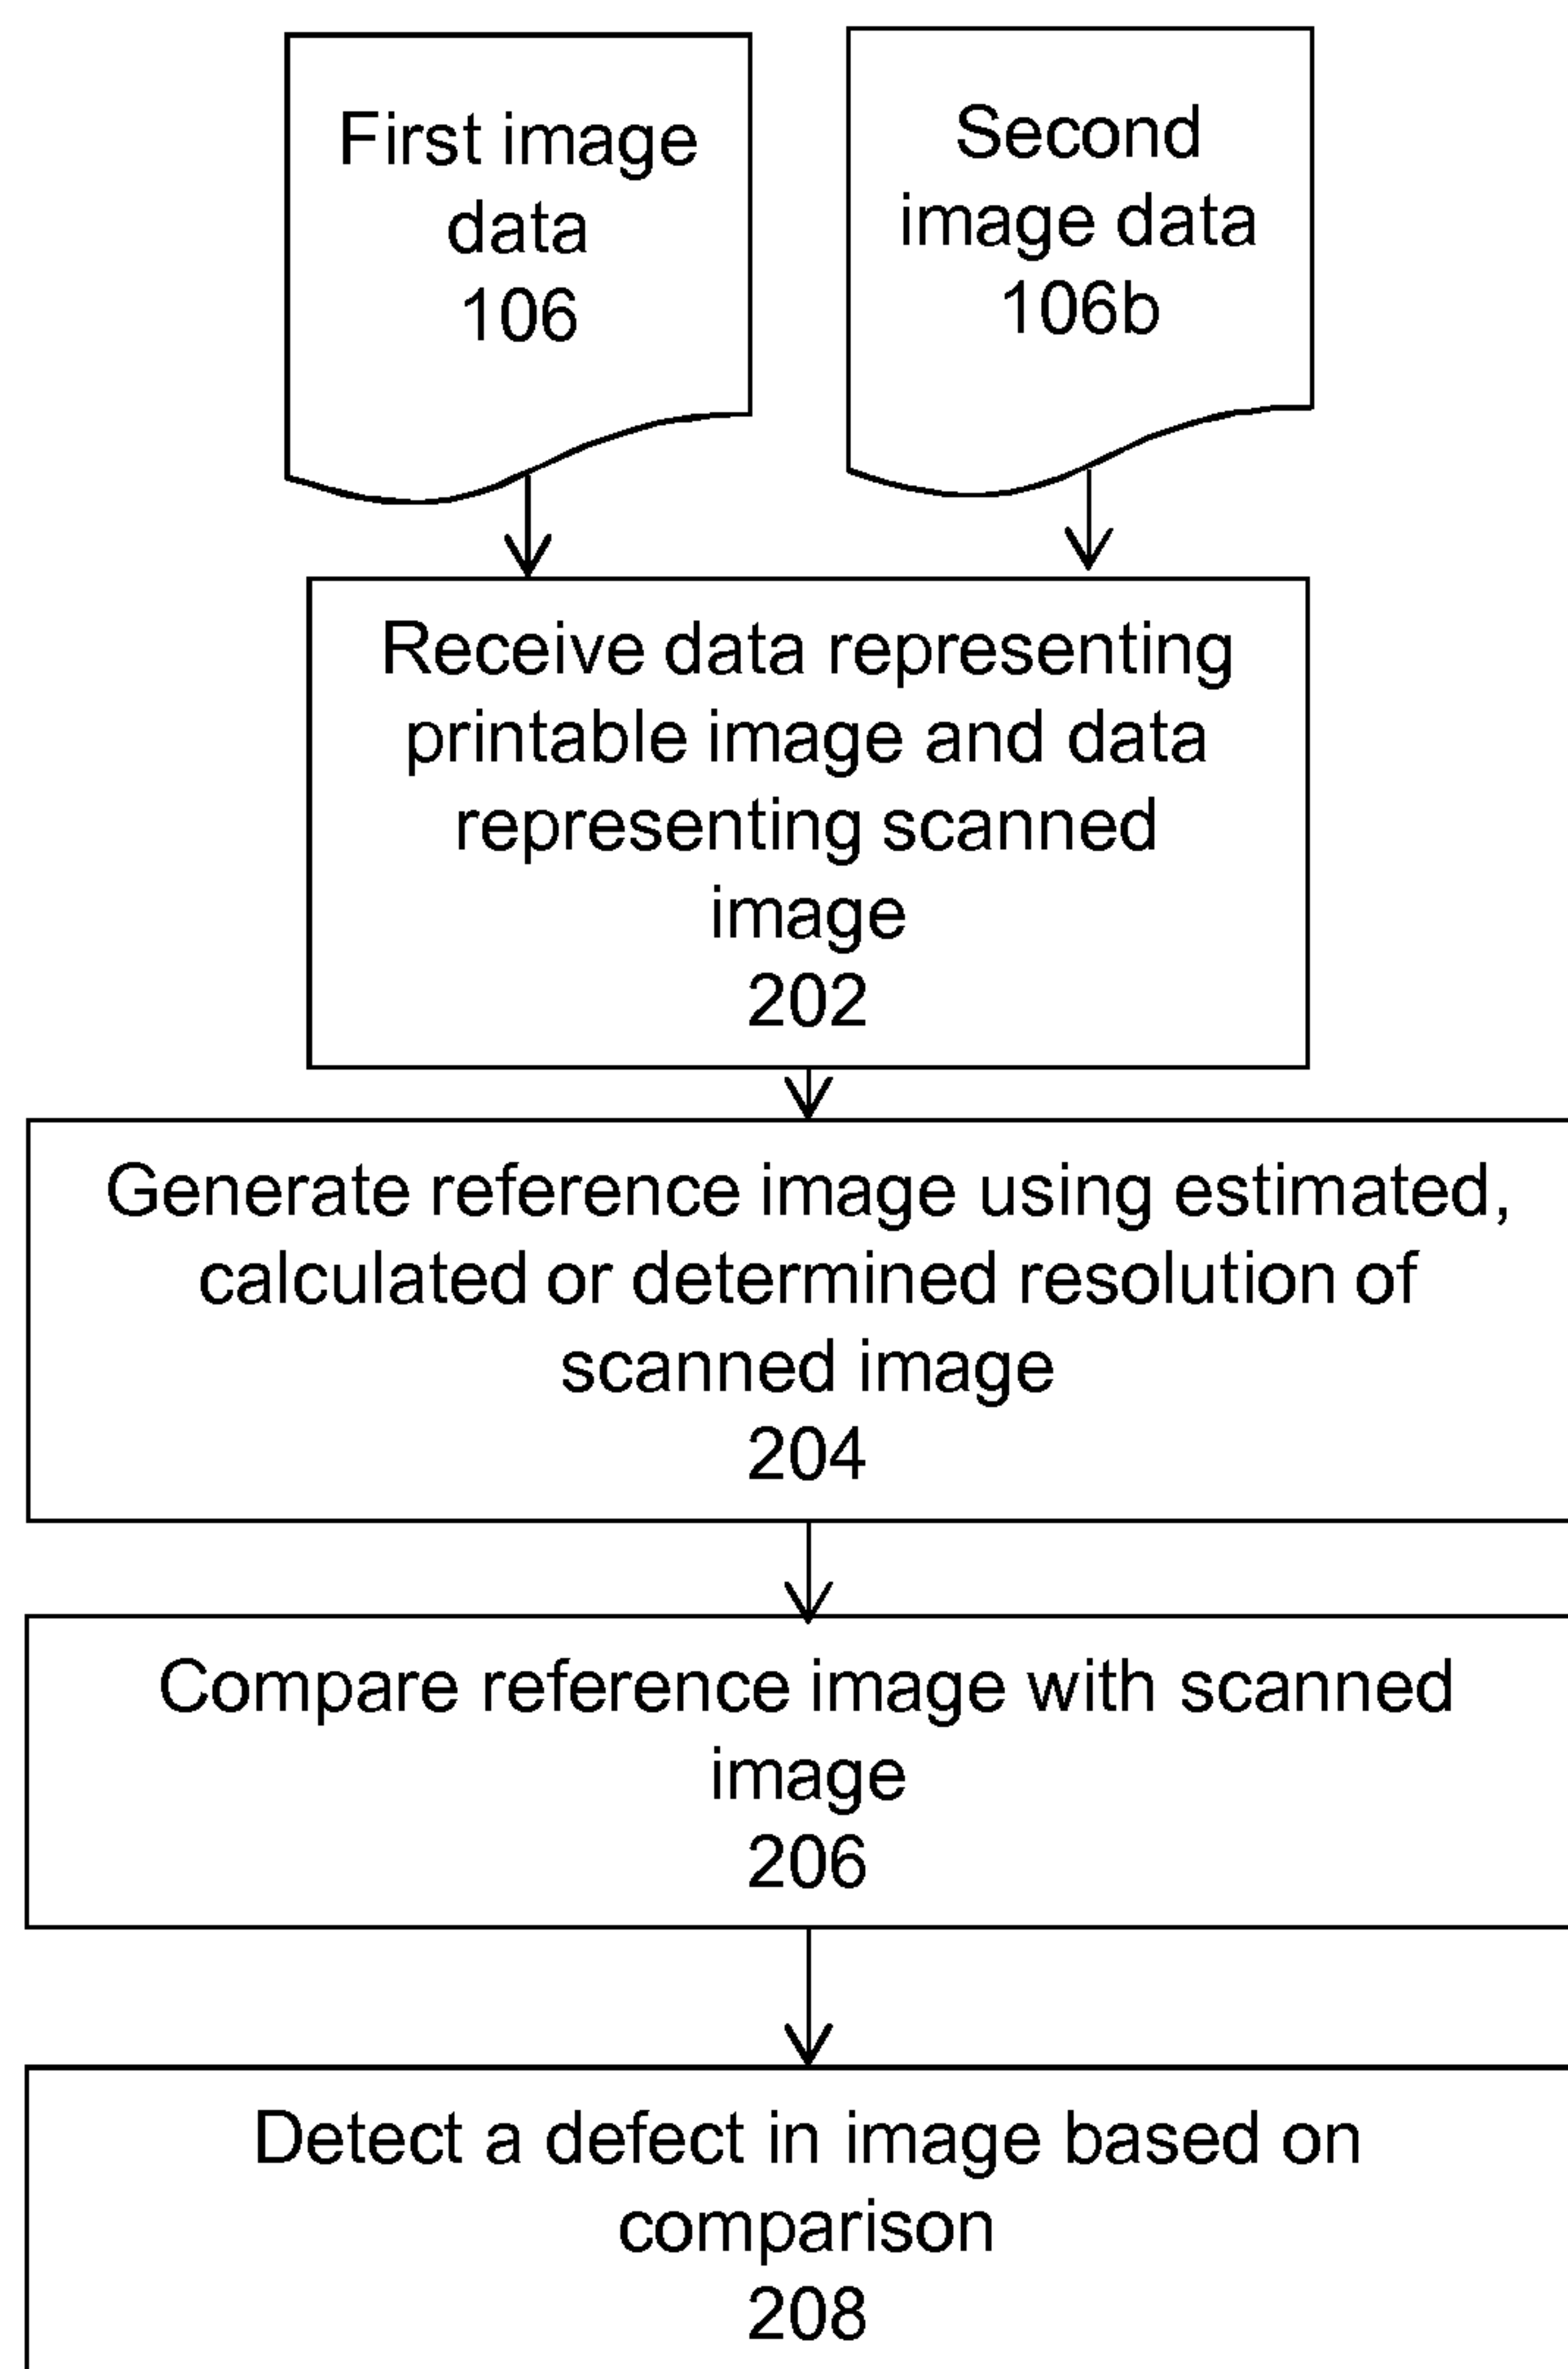 First image
data
106
Second
image data
106b
Receive data representing
printable image and data
representing scanned
image
202
Generate reference image using estimated,
calculated or determined resolution of
scanned image
204
Compare reference image with scanned
image
206
Detect a defect in image based on
comparison
208